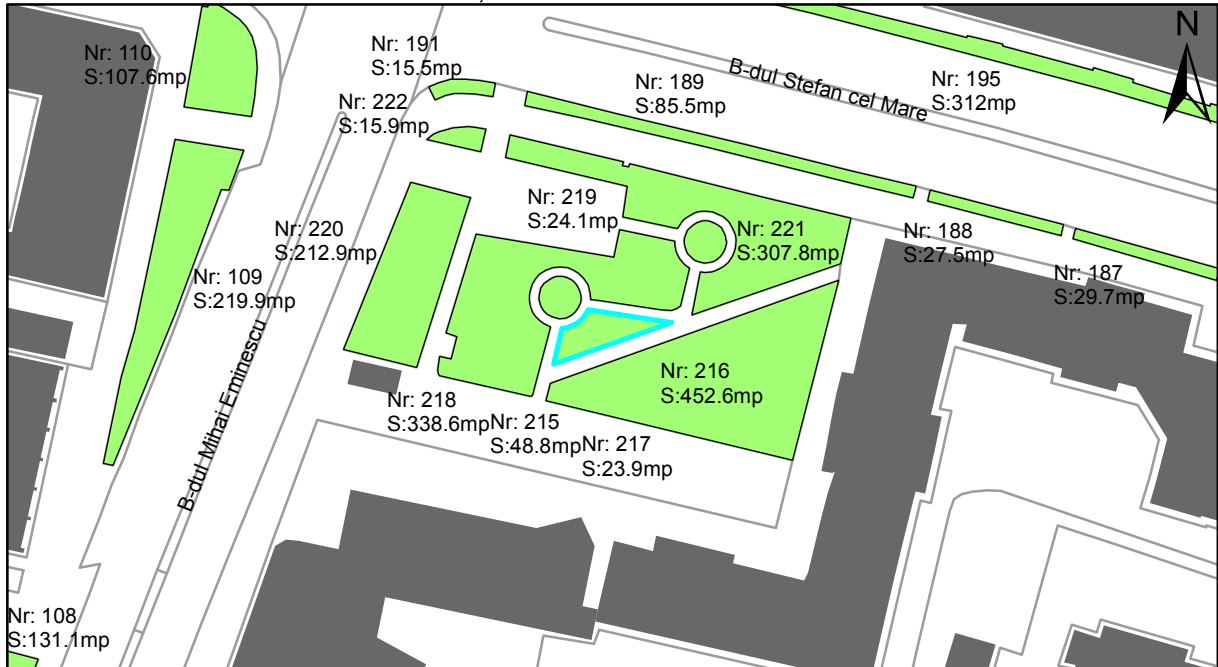 N
Nr: 110
S:107.6mp
Nr: 191
S:15.5mp
Nr: 222
S:15.9mp
Nr: 189
S:85.5mp
B-dul Stefan cel Mare
Nr: 195
S:312mp
Nr: 219
S:24.1mp
Nr: 220
S:212.9mp
Nr: 221
S:307.8mp
Nr: 188
S:27.5mp
Nr: 187
S:29.7mp
Nr: 109
S:219.9mp
B-dul Mihai Eminescu
Nr: 216
S:452.6mp
Nr: 218
S:338.6mp
Nr: 215
S:48.8mp
Nr: 217
S:23.9mp
Nr: 108
S:131.1mp